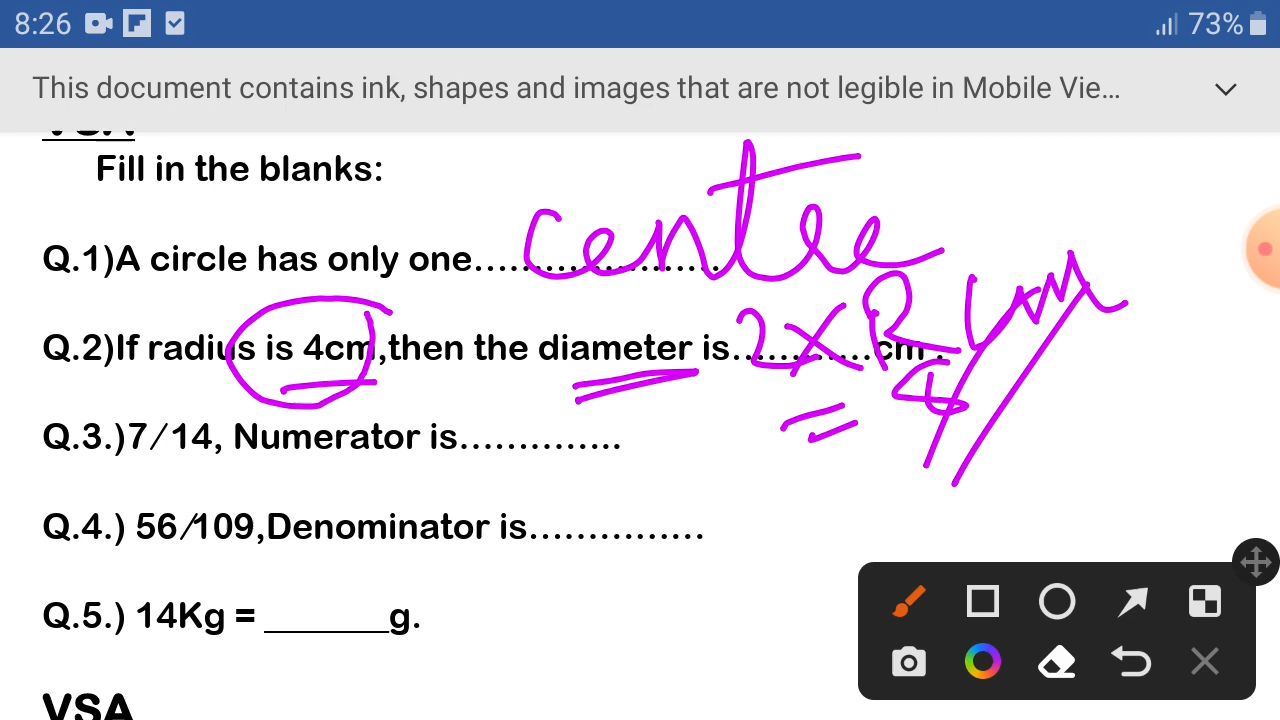 8:26 73%
This document contains ink, shapes and images that are not legible in Mobile Vie...
VSA
Fill in the blanks:
centre
Q.1)A circle has only one.....................
Q.2)If radius is 4cm,then the diameter is............cm .
2×R
4
Q.3.)7/14, Numerator is..............
Q.4.) 56/109,Denominator is...............
Q.5.) 14Kg = _______g.
VSA